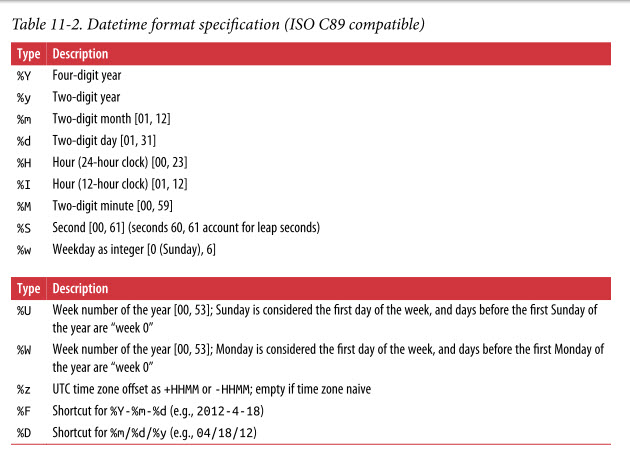 Table 11-2. Datetime format specification (ISO C89 compatible)
Type Description
%Y Four-digit year
%y Two-digit year
%m Two-digit month [01, 12]
%d Two-digit day [01, 31]
%H Hour (24-hour clock) [00, 23]
%I Hour (12-hour clock) [01, 12]
%M Two-digit minute [00, 59]
%S Second [00, 61] (seconds 60, 61 account for leap seconds)
%w Weekday as integer [0 (Sunday), 6]
Type Description
%U Week number of the year [00, 53]; Sunday is considered the first day of the week, and days before the first Sunday of
the year are “week 0”
%W Week number of the year [00, 53]; Monday is considered the first day of the week, and days before the first Monday of
the year are “week 0”
%z UTC time zone offset as +HHMM or -HHMM; empty if time zone naive
%F Shortcut for %Y-%m-%d (e.g., 2012-4-18)
%D Shortcut for %m/%d/%y (e.g., 04/18/12)